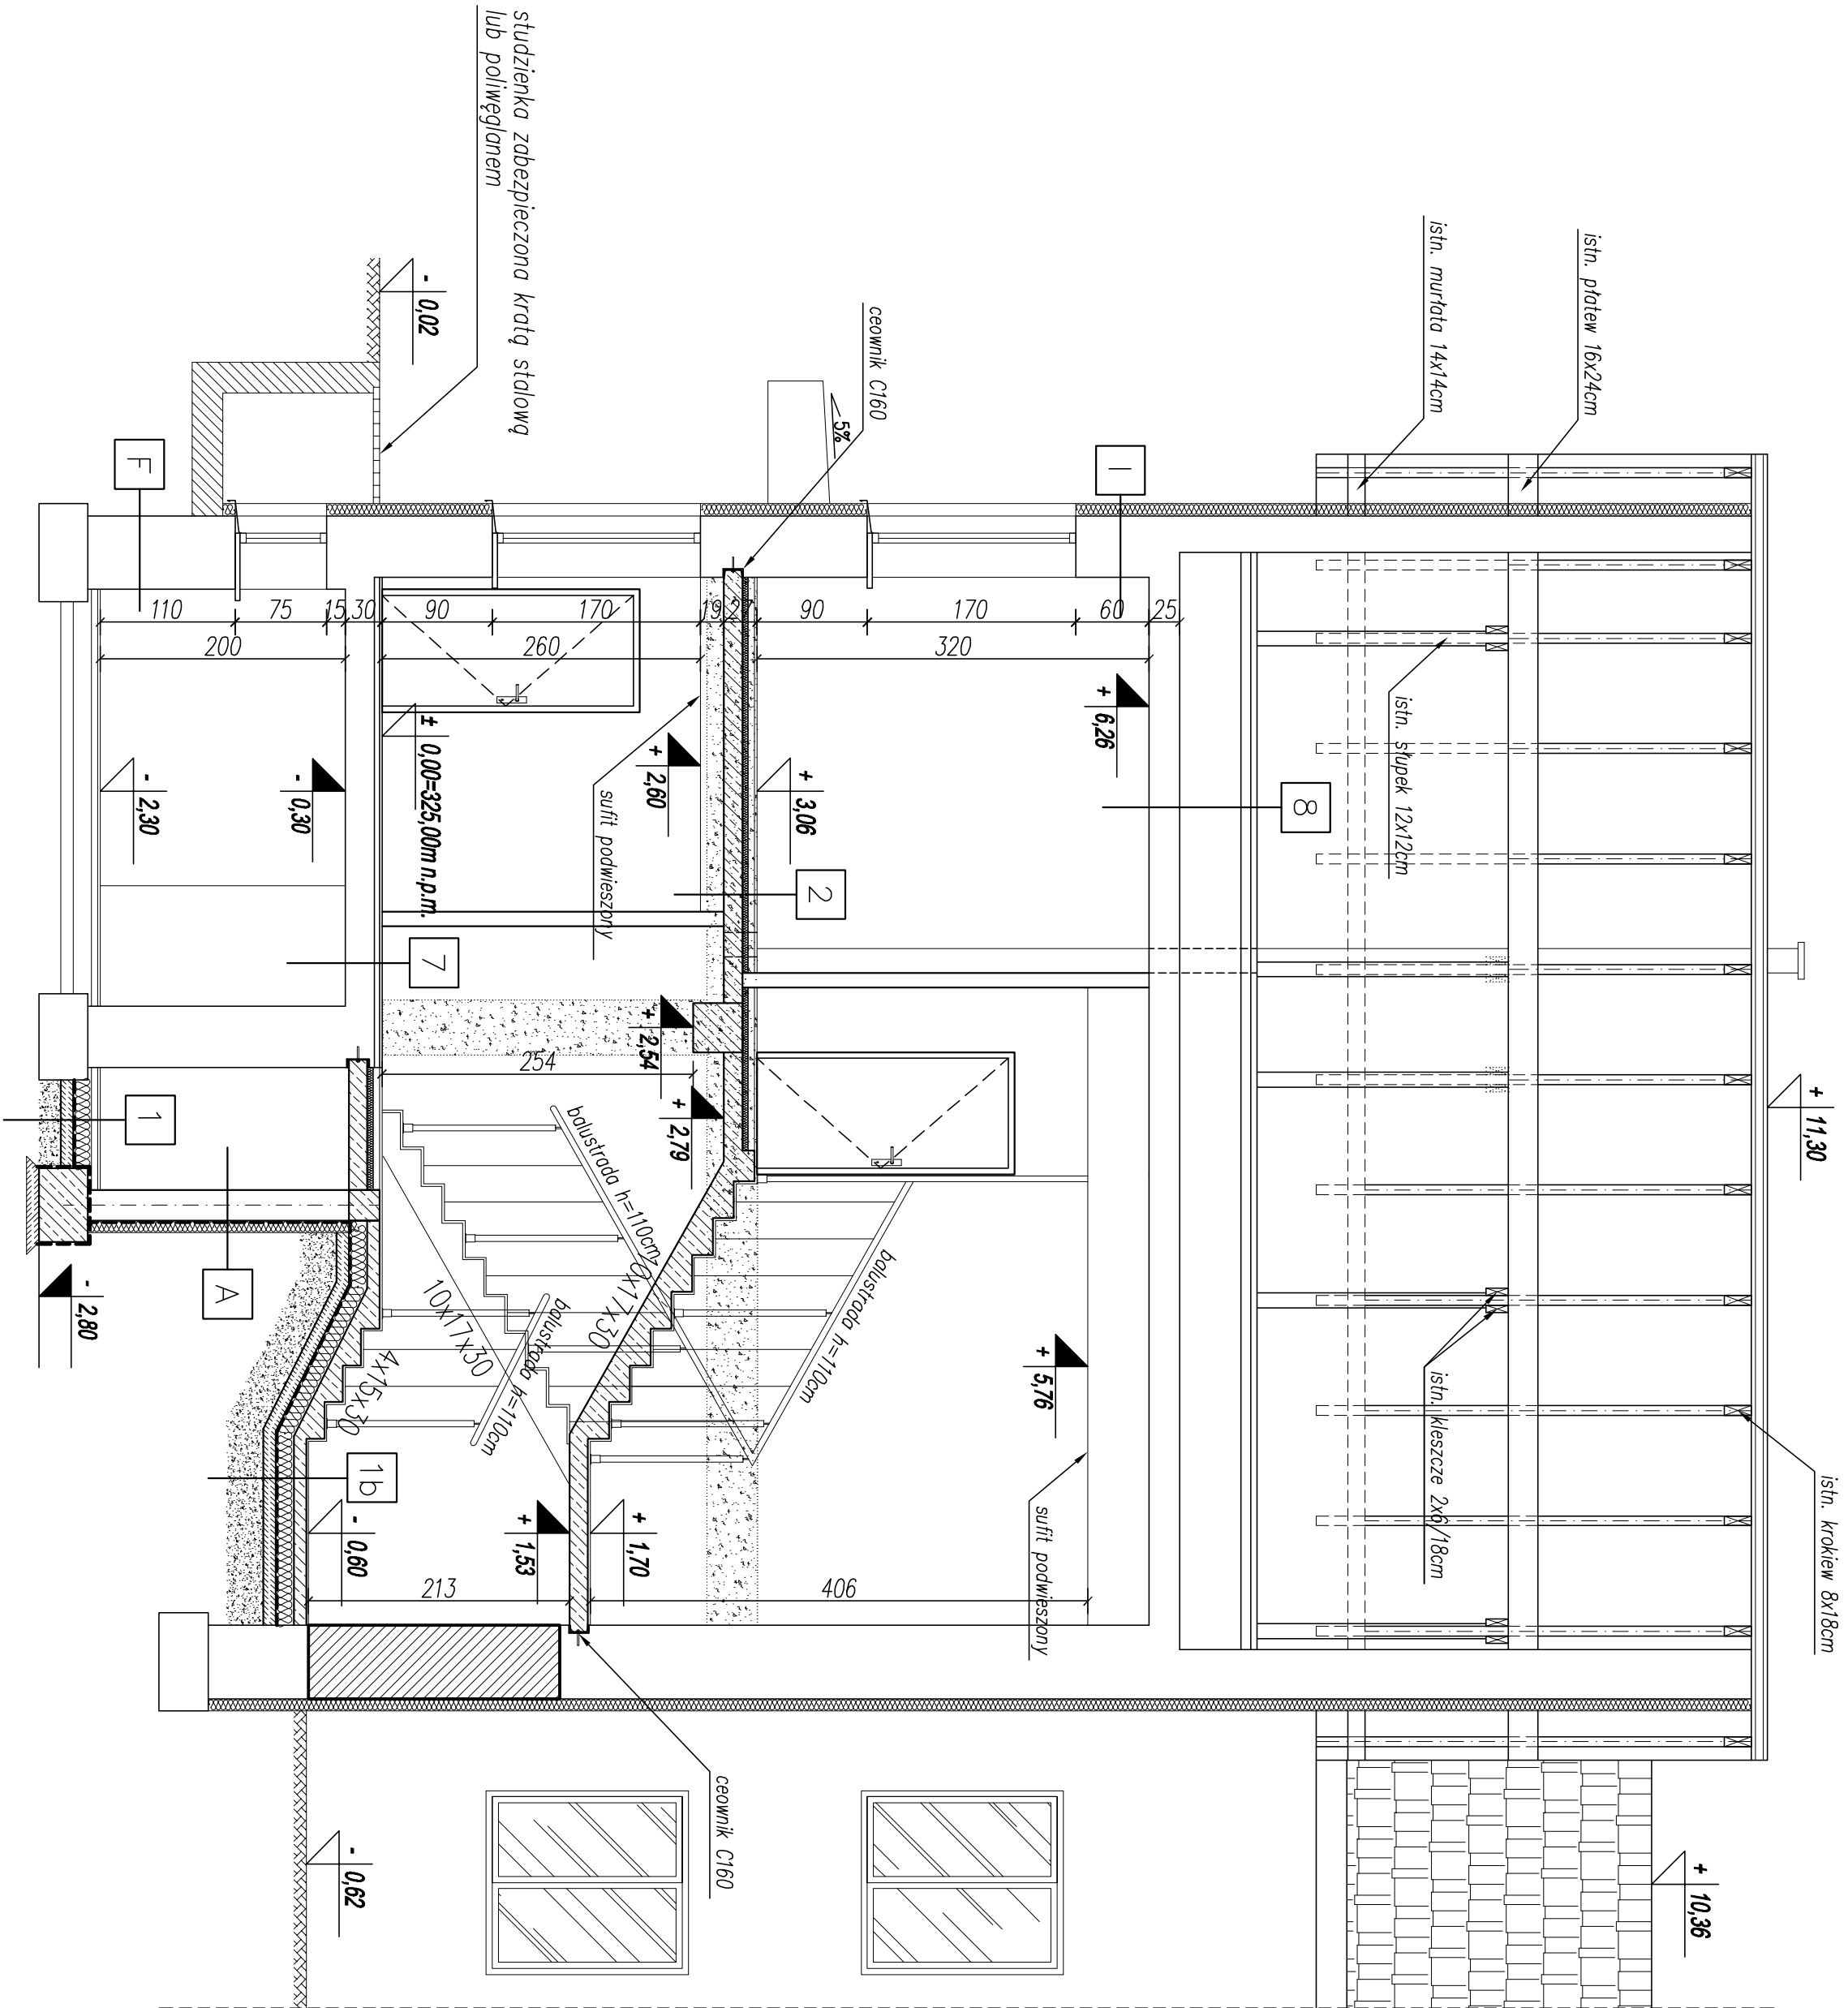 istn. krokiew 8x18cm
+ 11,30
+ 10,36
istn. płatew 16x24cm
istn. murłata 14x14cm
istn. słupek 12x12cm
istn. kleszcze 2x6/18cm
8
I
+ 6,26
+ 5,76
sufit podwieszony
25
60
170
90
320
406
ceownik C160
5%
+ 3,06
2
+ 2,60
sufit podwieszony
+ 2,54
+ 2,79
254
19
27
170
90
260
balustrada h=110cm
balustrada h=110cm
balustrada h=110cm
10x17x30
4x15x30
+ 1,70
+ 1,53
213
ceownik C160
studzienka zabezpieczona kratą stalową
lub poliwęglanem
- 0,02
± 0,00=325,00m n.p.m.
7
30
15
75
110
200
- 0,30
- 2,30
F
1
A
1b
- 0,60
- 0,62
- 2,80